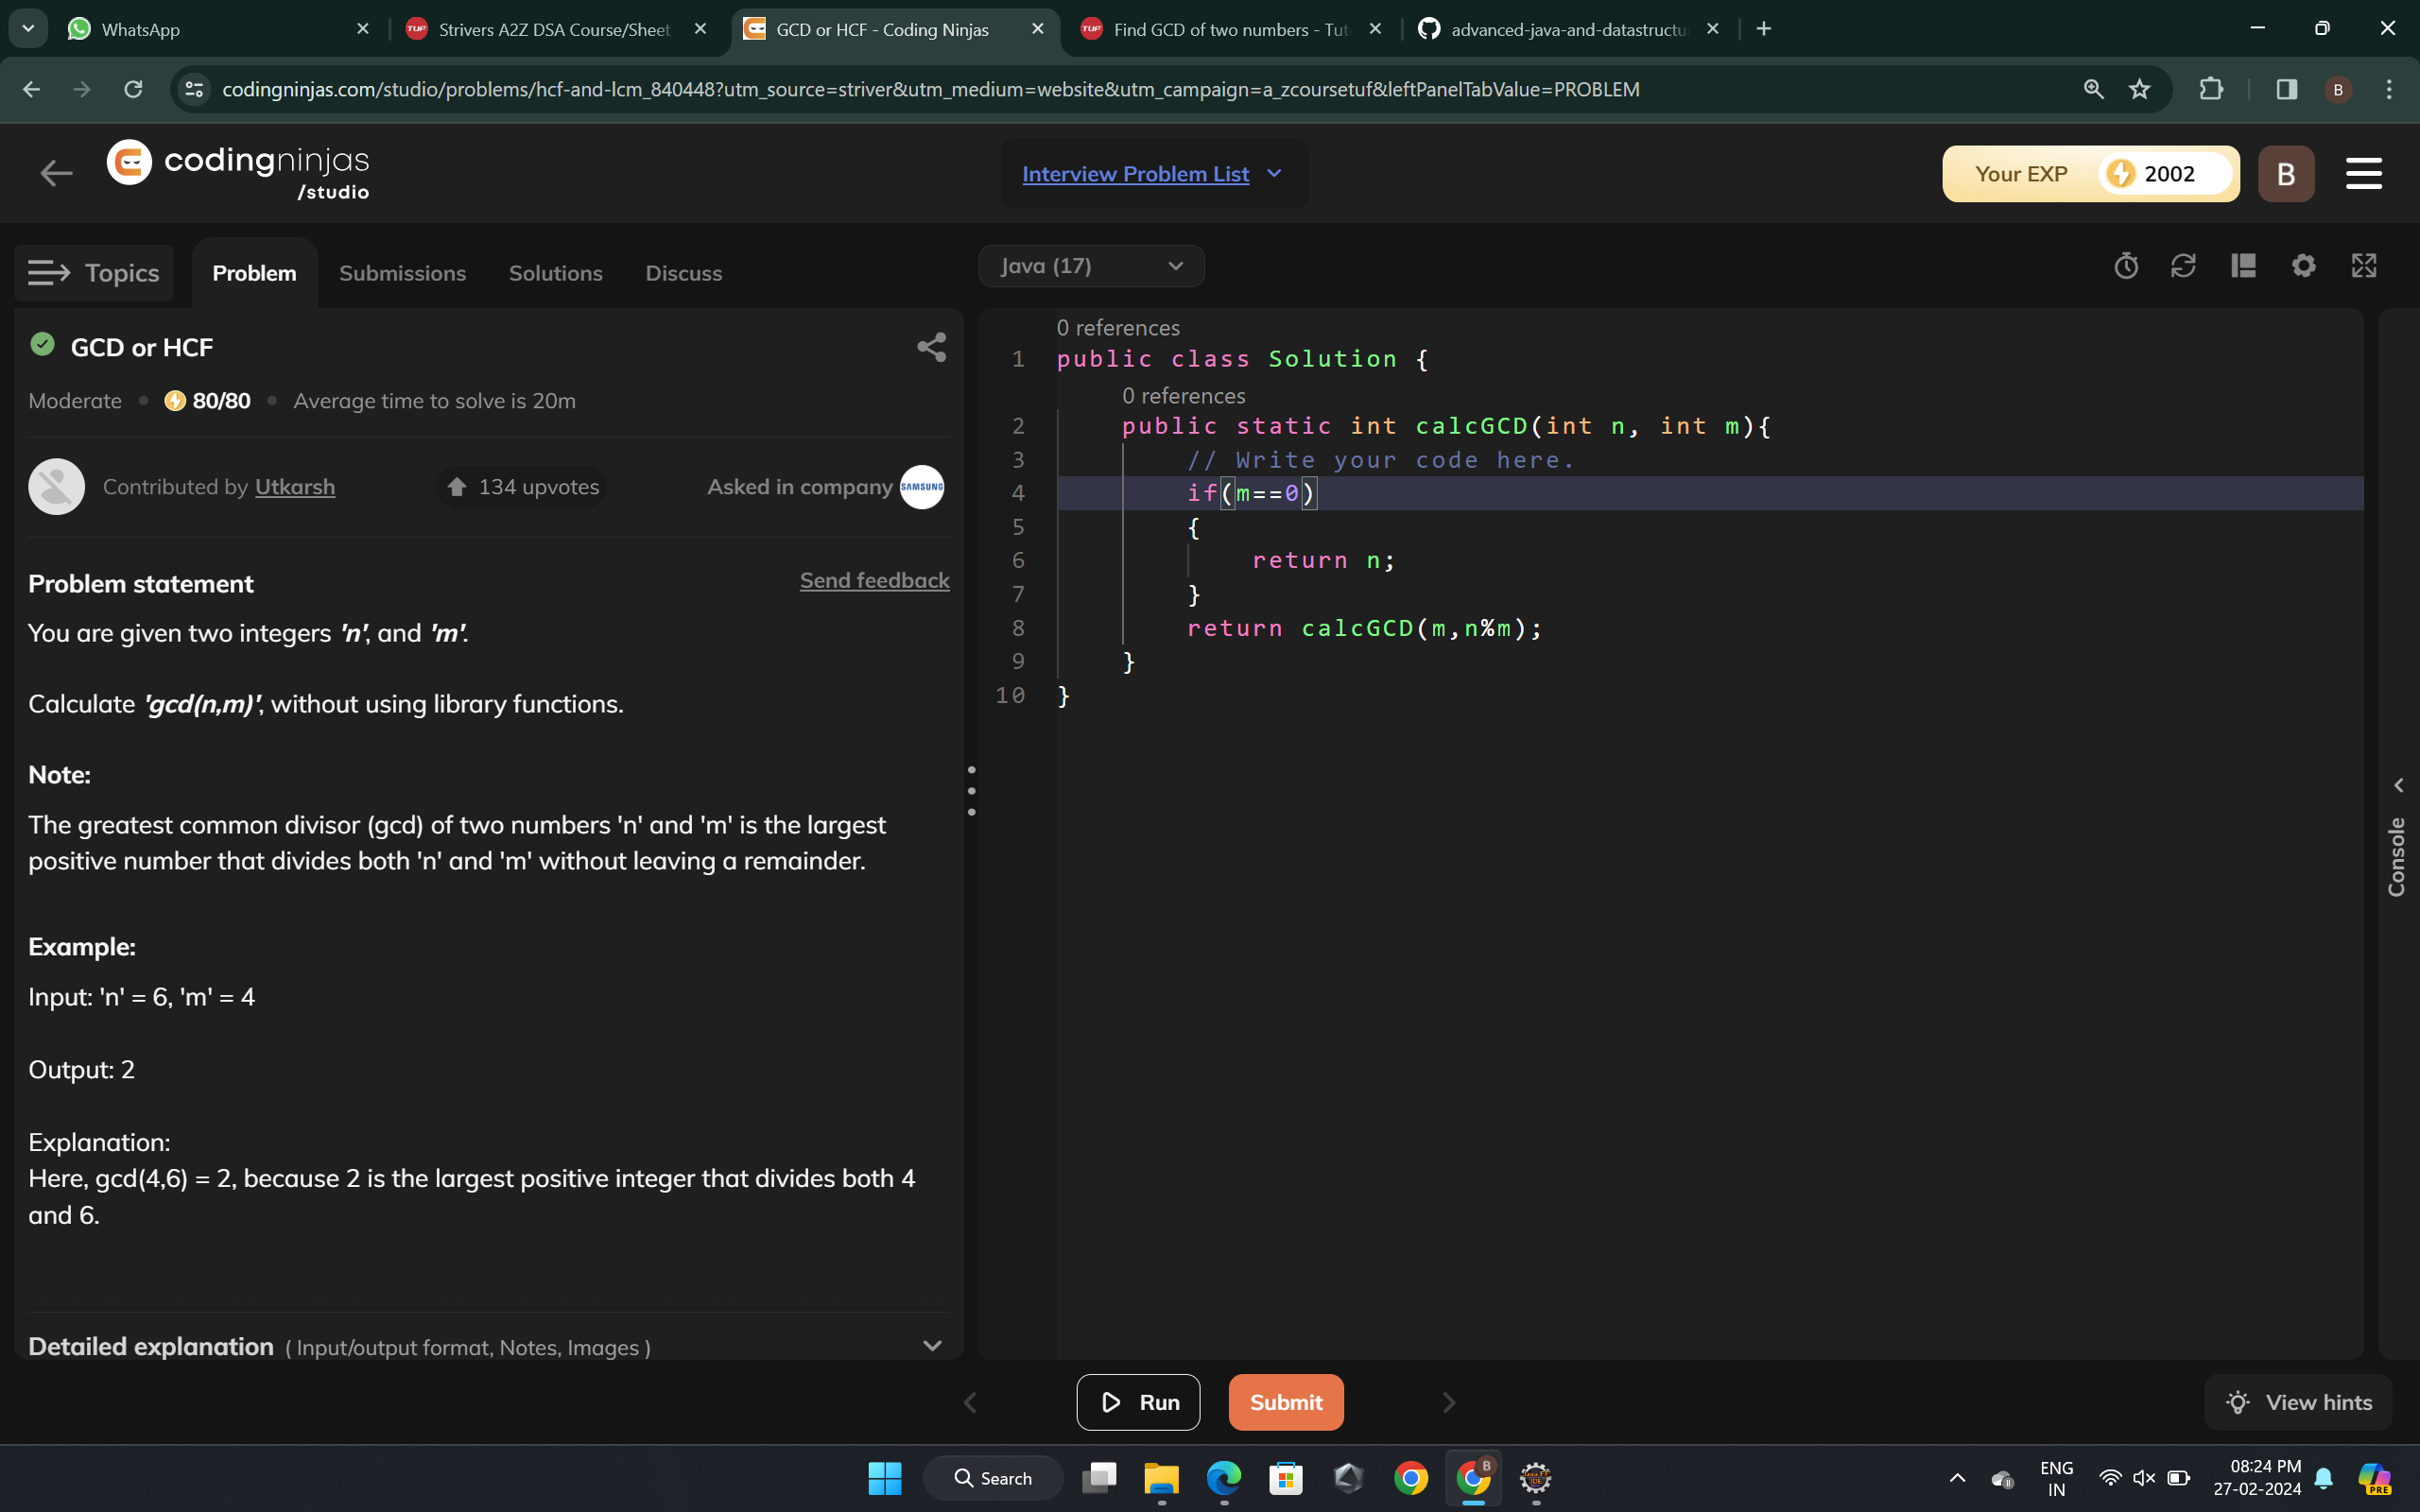 WhatsApp
Strivers A2Z DSA Course/Sheet
GCD or HCF - Coding Ninjas
Find GCD of two numbers - Tut
advanced-java-and-datastructu
codingninjas.com/studio/problems/hcf-and-lcm_840448?utm_source=striver&utm_medium=website&utm_campaign=a_zcoursetuf&leftPanelTabValue=PROBLEM
B
codingninjas
/studio
Interview Problem List
Your EXP 2002
B
Topics
Problem
Submissions
Solutions
Discuss
Java (17)
GCD or HCF
Moderate • 80/80 • Average time to solve is 20m
Contributed by Utkarsh
134 upvotes
Asked in company SAMSUNG
Problem statement
Send feedback
You are given two integers 'n', and 'm'.
Calculate 'gcd(n,m)', without using library functions.
Note:
The greatest common divisor (gcd) of two numbers 'n' and 'm' is the largest
positive number that divides both 'n' and 'm' without leaving a remainder.
Example:
Input: 'n' = 6, 'm' = 4
Output: 2
Explanation:
Here, gcd(4,6) = 2, because 2 is the largest positive integer that divides both 4
and 6.
Detailed explanation ( Input/output format, Notes, Images )
0 references
1 public class Solution {
0 references
2 public static int calcGCD(int n, int m){
3 // Write your code here.
4 if(m==0)
5 {
6 return n;
7 }
8 return calcGCD(m,n%m);
9 }
10 }
Console
Run
Submit
View hints
Search
B
ENG
IN
08:24 PM
27-02-2024
PRE